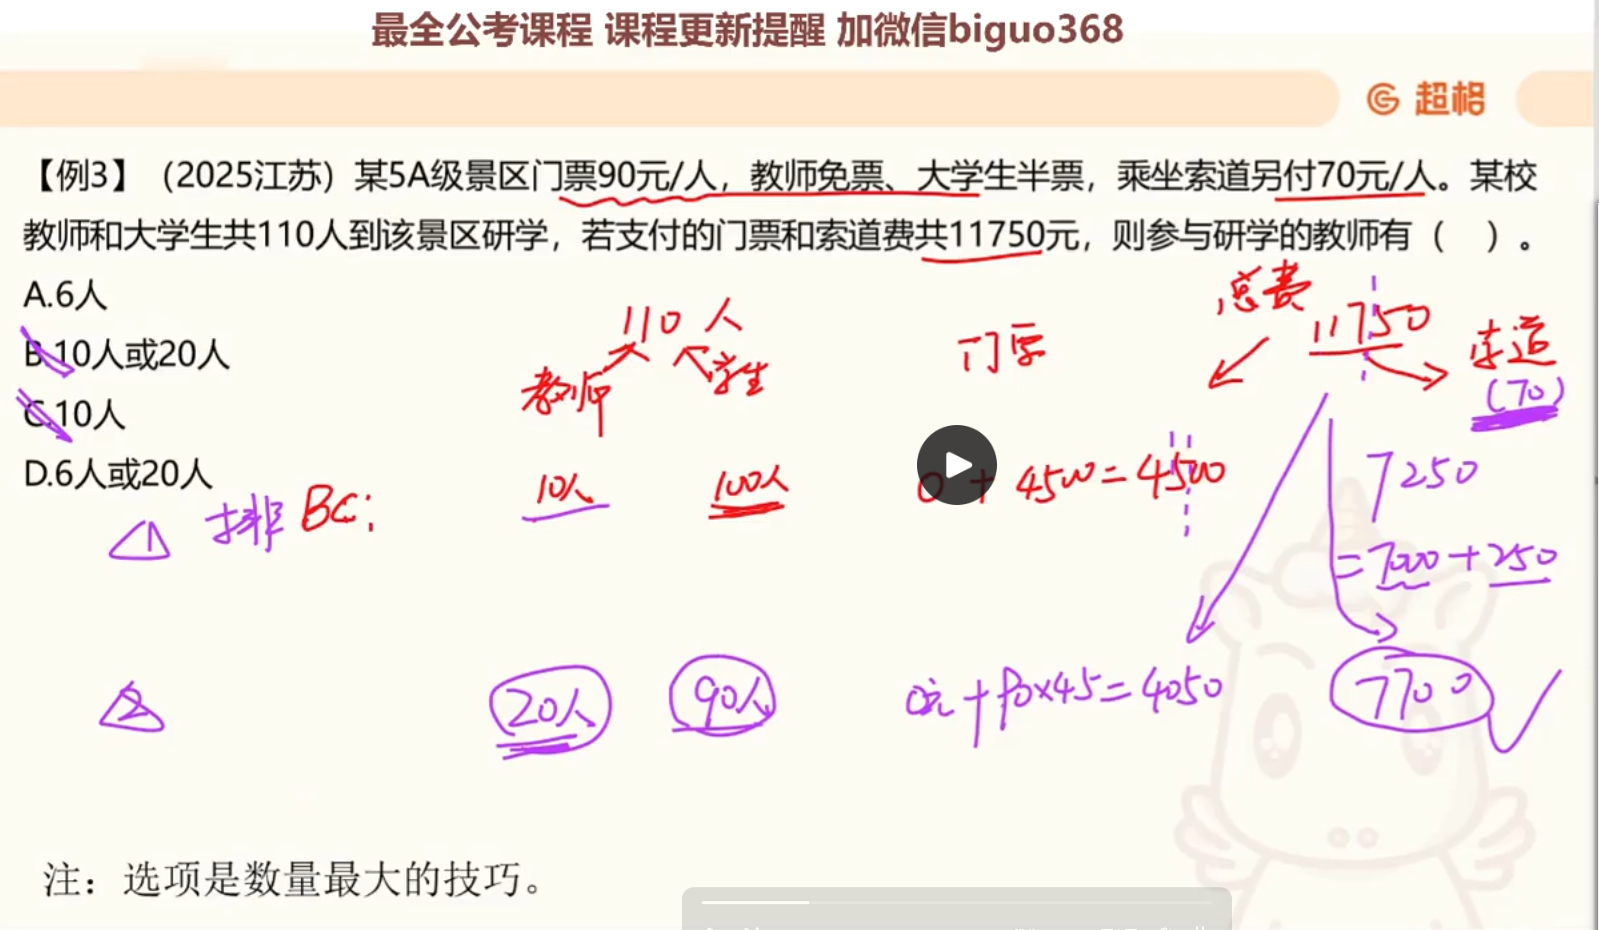 最全公考课程 课程更新提醒 加微信biguo368
超格
【例3】（2025江苏）某5A级景区门票90元/人，教师免票、大学生半票，乘坐索道另付70元/人。某校
教师和大学生共110人到该景区研学，若支付的门票和索道费共11750元，则参与研学的教师有（ ）。
A.6人
B.10人或20人
C.10人
D.6人或20人
110人
教师 学生
门票
总费 11750
索道
(70)
排BC:
10人 100人 0 + 4500=4500
7250
=7000+250
△1
△2
20人 90人 0元+90×45=4050 7700
注：选项是数量最大的技巧。